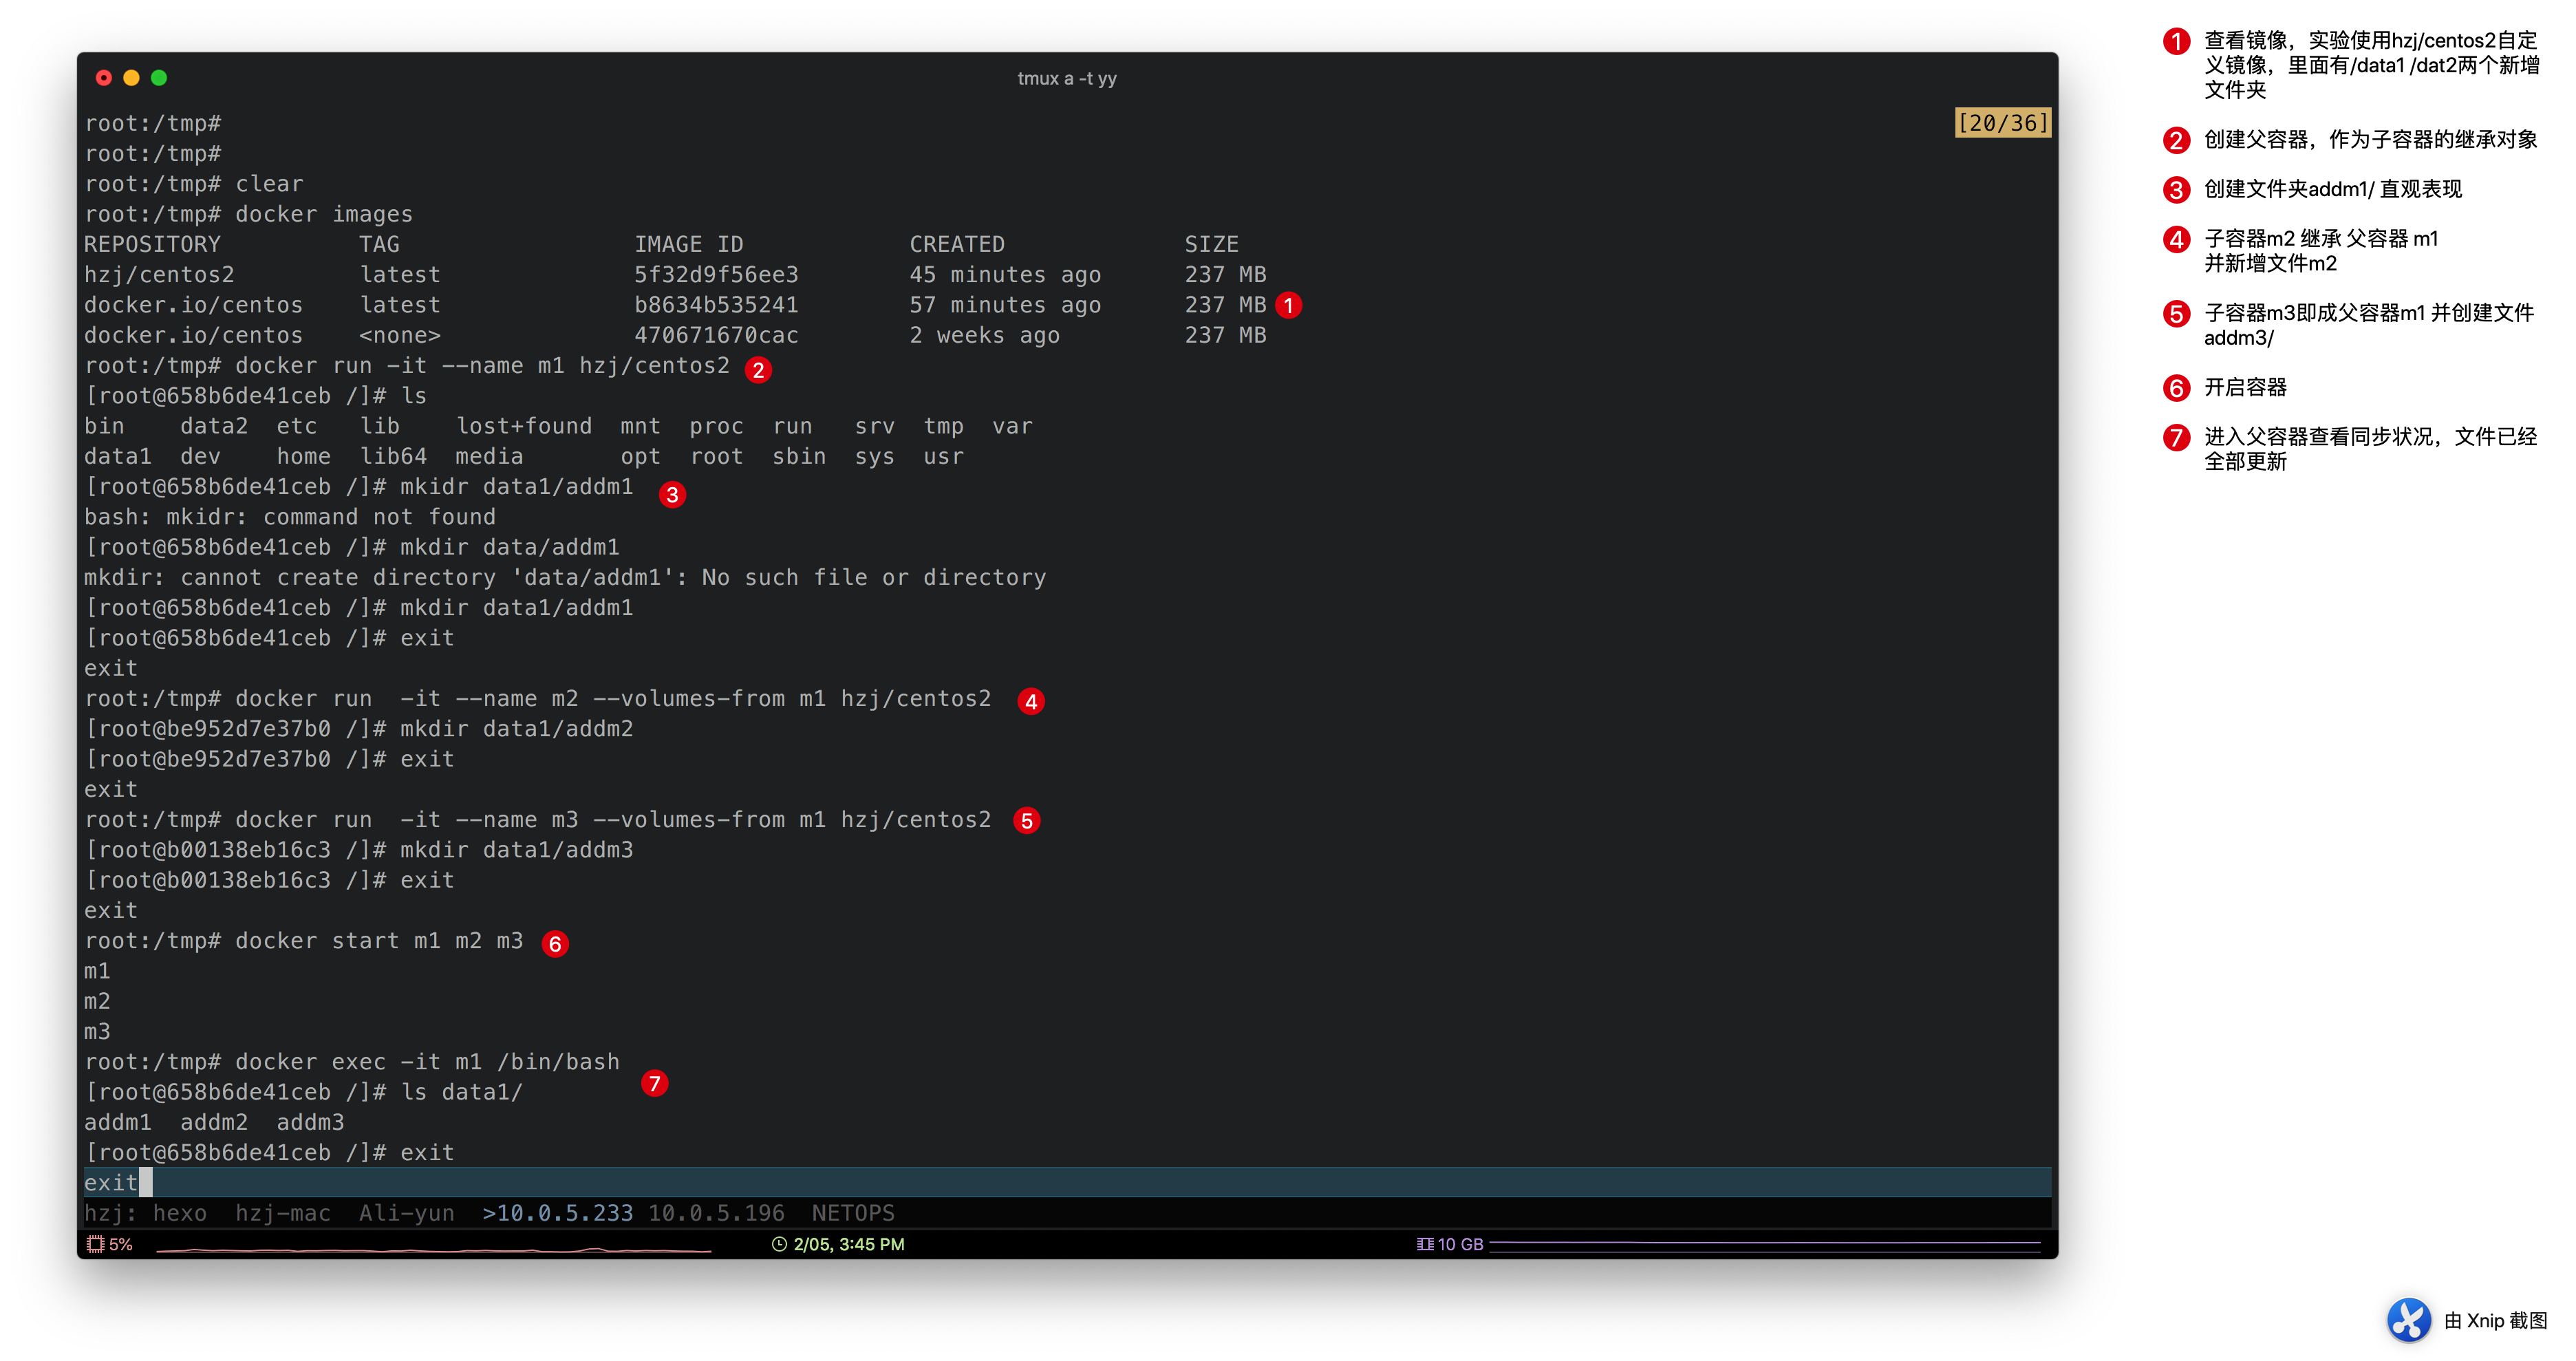 tmux a -t yy
root:/tmp#
[20/36]
root:/tmp#
root:/tmp# clear
root:/tmp# docker images
REPOSITORY TAG IMAGE ID CREATED SIZE
hzj/centos2 latest 5f32d9f56ee3 45 minutes ago 237 MB
docker.io/centos latest b8634b535241 57 minutes ago 237 MB 1
docker.io/centos <none> 470671670cac 2 weeks ago 237 MB
root:/tmp# docker run -it --name m1 hzj/centos2 2
[root@658b6de41ceb /]# ls
bin data2 etc lib lost+found mnt proc run srv tmp var
data1 dev home lib64 media opt root sbin sys usr
[root@658b6de41ceb /]# mkidr data1/addm1 3
bash: mkidr: command not found
[root@658b6de41ceb /]# mkdir data/addm1
mkdir: cannot create directory 'data/addm1': No such file or directory
[root@658b6de41ceb /]# mkdir data1/addm1
[root@658b6de41ceb /]# exit
exit
root:/tmp# docker run  -it --name m2 --volumes-from m1 hzj/centos2 4
[root@be952d7e37b0 /]# mkdir data1/addm2
[root@be952d7e37b0 /]# exit
exit
root:/tmp# docker run  -it --name m3 --volumes-from m1 hzj/centos2 5
[root@b00138eb16c3 /]# mkdir data1/addm3
[root@b00138eb16c3 /]# exit
exit
root:/tmp# docker start m1 m2 m3 6
m1
m2
m3
root:/tmp# docker exec -it m1 /bin/bash
[root@658b6de41ceb /]# ls data1/ 7
addm1 addm2 addm3
[root@658b6de41ceb /]# exit
exit
hzj: hexo hzj-mac Ali-yun >10.0.5.233 10.0.5.196 NETOPS
5% 2/05, 3:45 PM 10 GB
1 查看镜像，实验使用hzj/centos2自定
义镜像，里面有/data1 /dat2两个新增
文件夹
2 创建父容器，作为子容器的继承对象
3 创建文件夹addm1/ 直观表现
4 子容器m2 继承 父容器 m1
并新增文件m2
5 子容器m3即成父容器m1 并创建文件
addm3/
6 开启容器
7 进入父容器查看同步状况，文件已经
全部更新
由 Xnip 截图